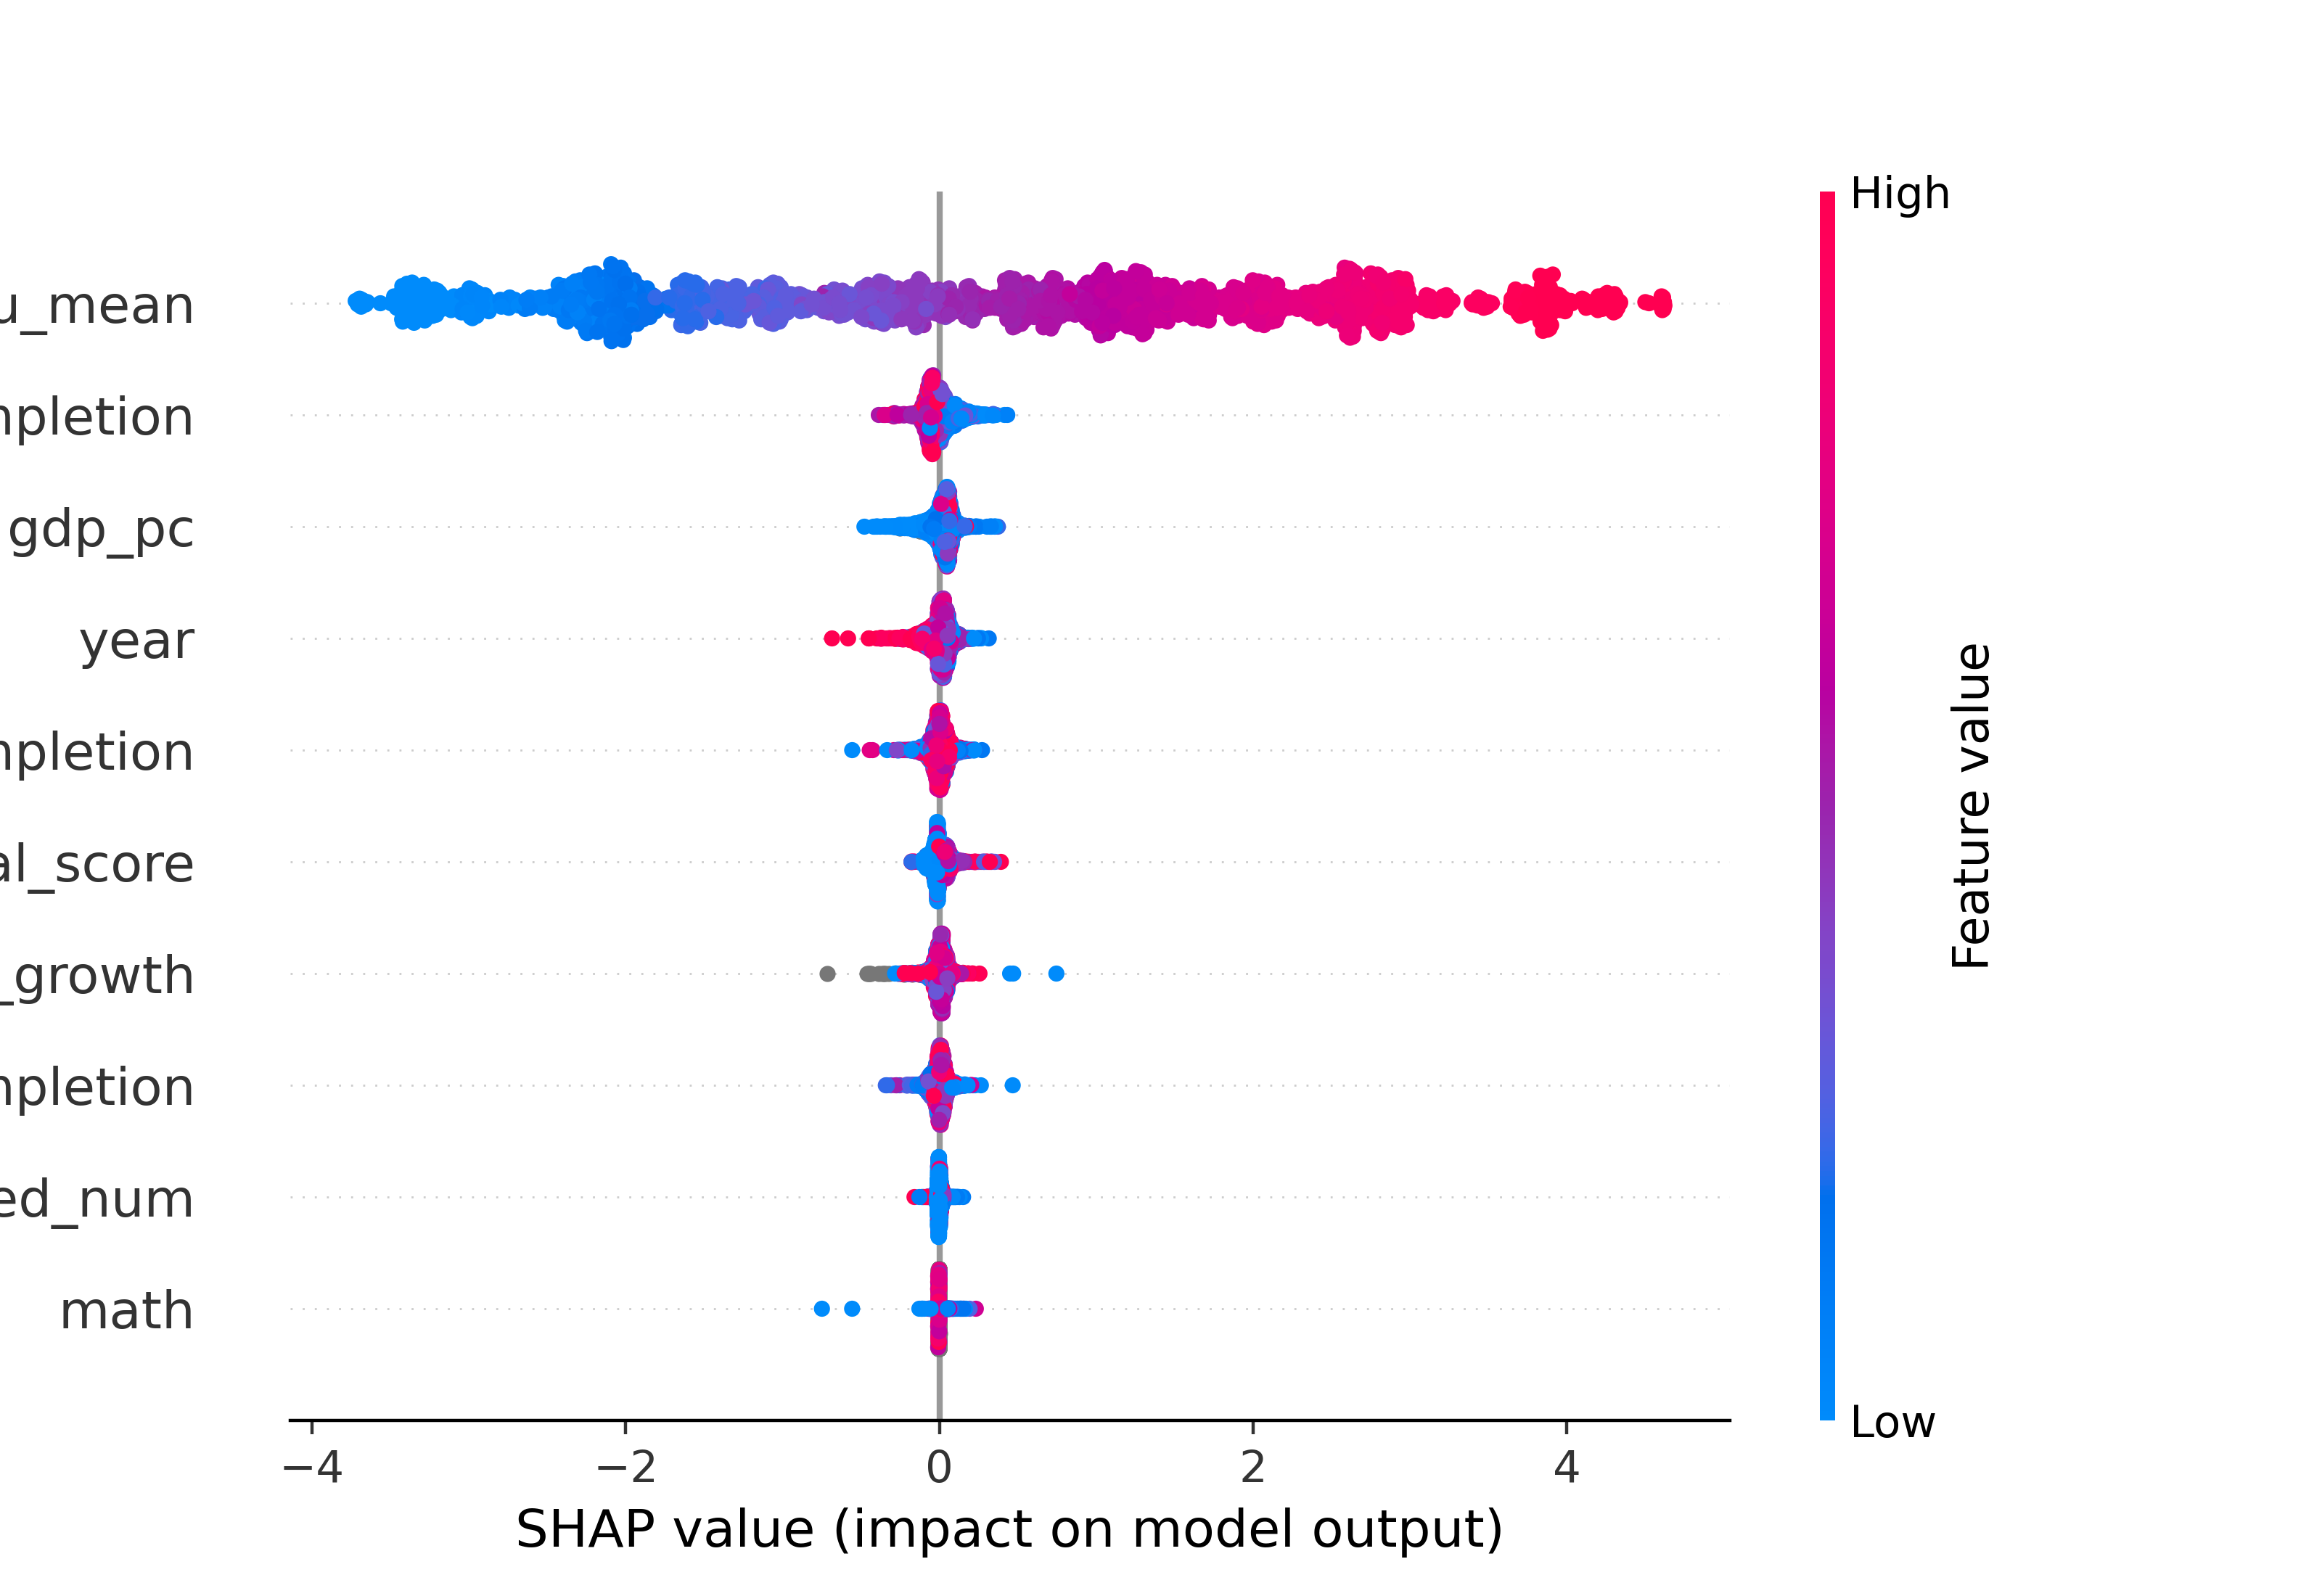 High
u_mean
npletion
gdp_pc
year
npletion
al_score
_growth
npletion
ed_num
math
Low
Feature value
−4 −2 0 2 4
SHAP value (impact on model output)